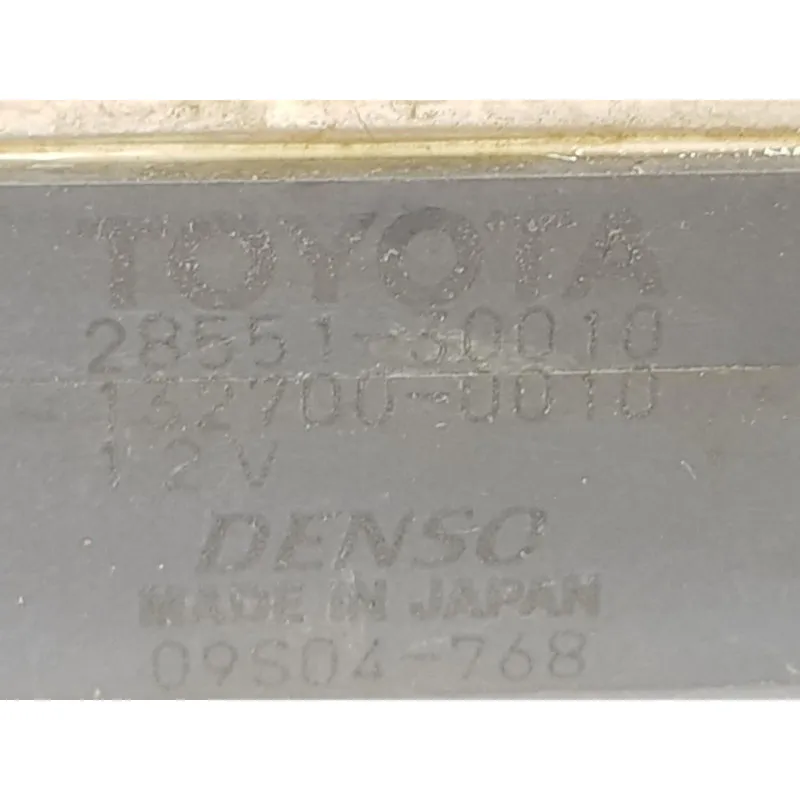 TOYOTA
28551-30010
132700-0010
12V
DENSO
MADE IN JAPAN
09S04-768